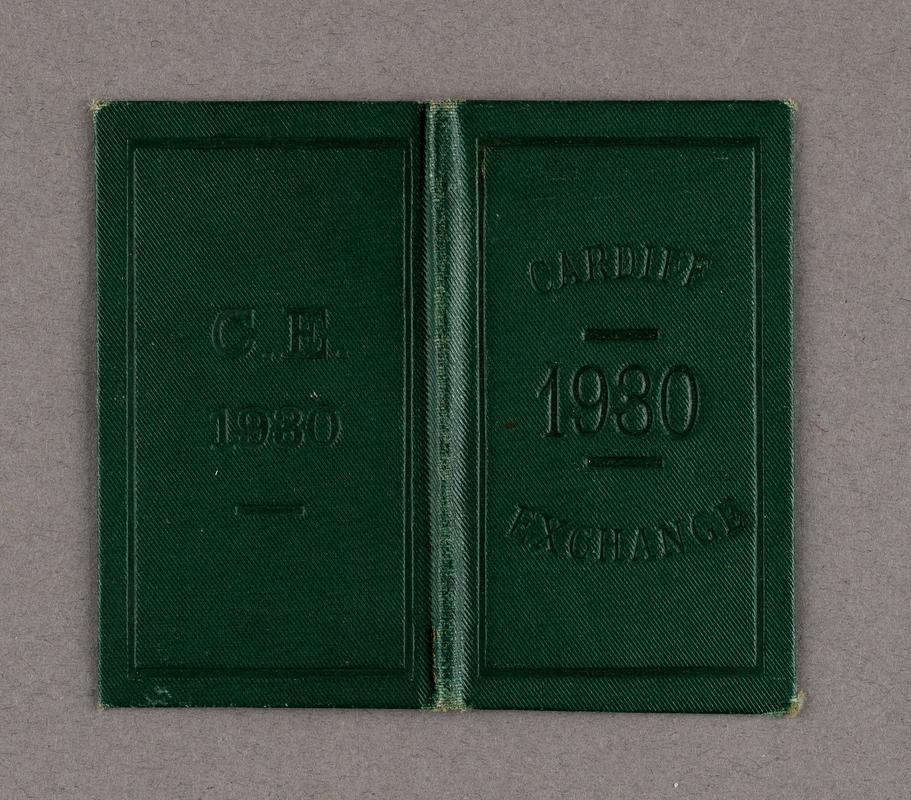 C.E.
1930
CARDIFF
1930
EXCHANGE